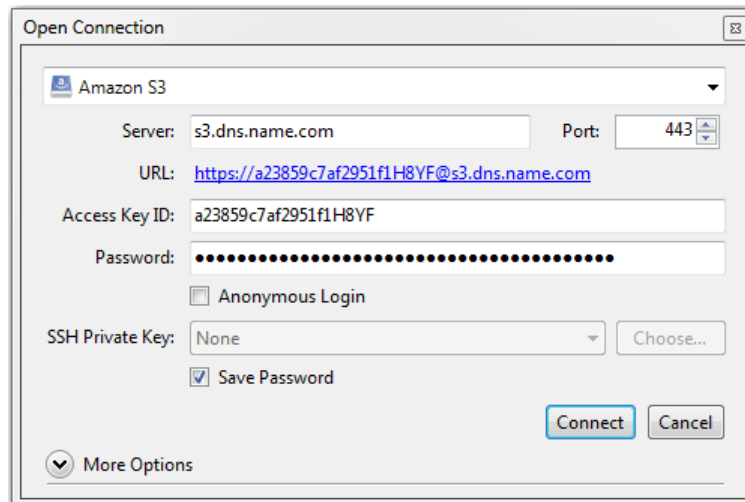 Open Connection
Amazon S3
Server: s3.dns.name.com Port: 443
URL: https://a23859c7af2951f1H8YF@s3.dns.name.com
Access Key ID: a23859c7af2951f1H8YF
Password: ••••••••••••••••••••••••••••••••••••••••
Anonymous Login
SSH Private Key: None Choose...
Save Password
Connect Cancel
More Options